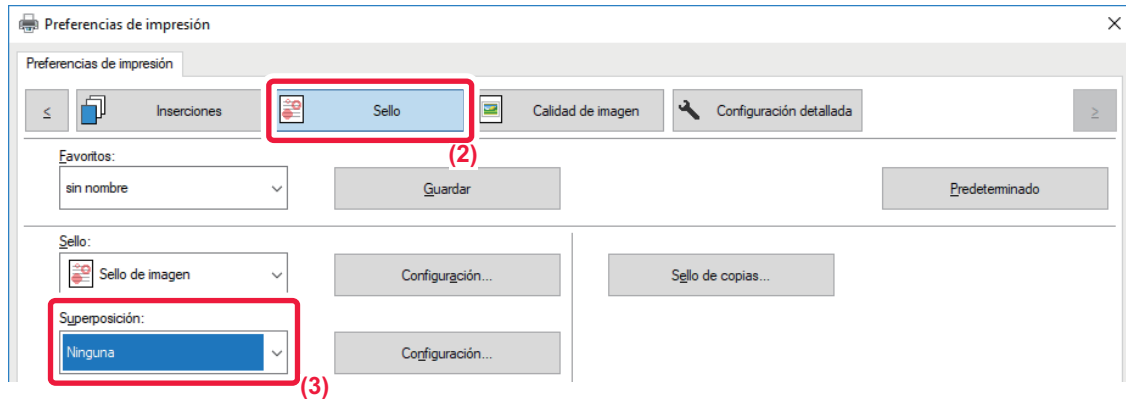 Preferencias de impresión
Preferencias de impresión
< Inserciones Sello Calidad de imagen Configuración detallada >
(2)
Favoritos:
sin nombre Guardar Predeterminado
Sello:
Sello de imagen Configuración... Sello de copias...
Superposición:
Ninguna Configuración...
(3)